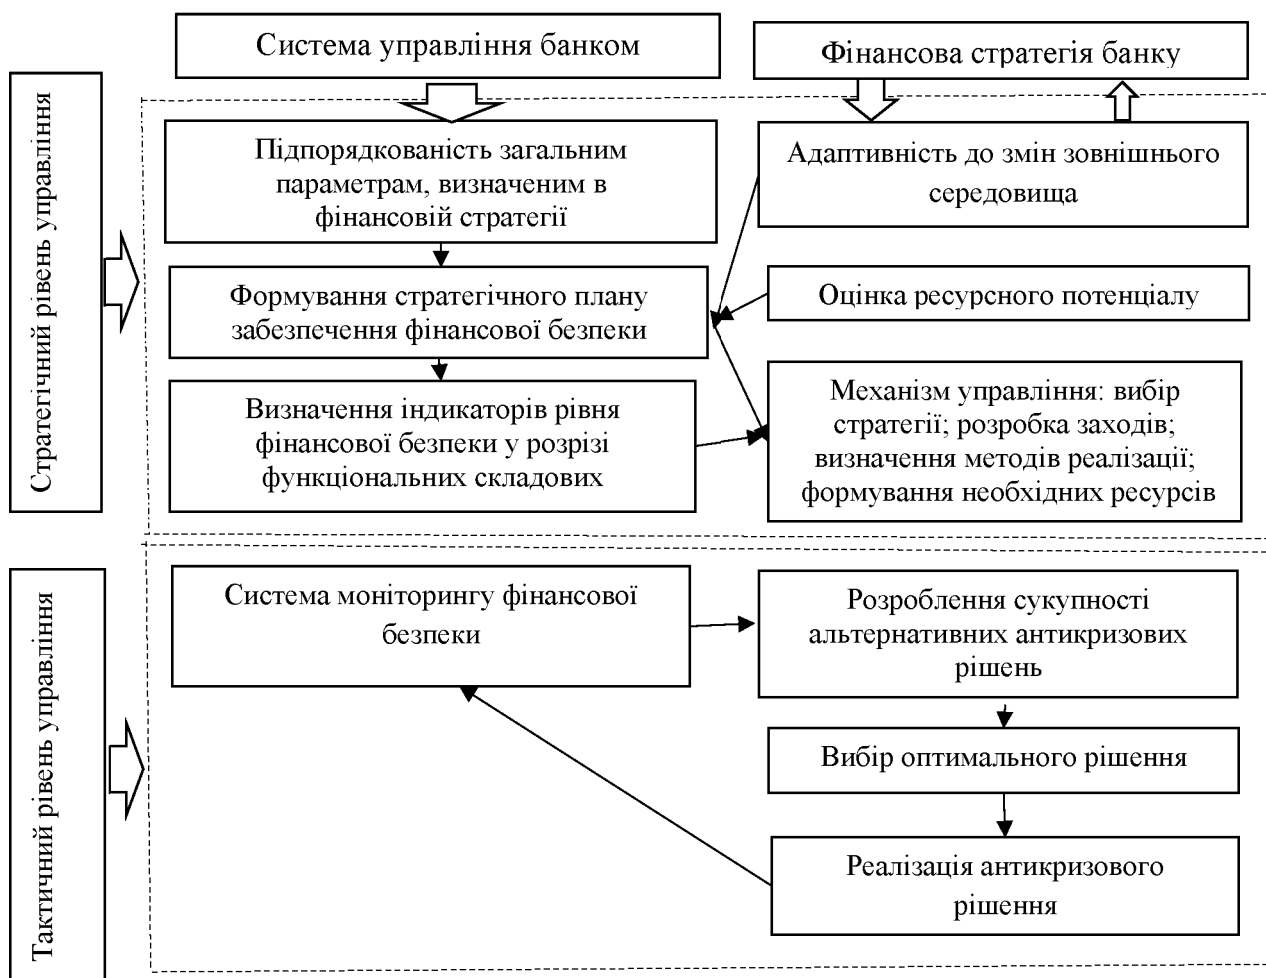 Система управління банком
Фінансова стратегія банку
Стратегічний рівень управління
Підпорядкованість загальним
параметрам, визначеним в
фінансовій стратегії
Адаптивність до змін зовнішнього
середовища
Формування стратегічного плану
забезпечення фінансової безпеки
Оцінка ресурсного потенціалу
Визначення індикаторів рівня
фінансової безпеки у розрізі
функціональних складових
Механізм управління: вибір
стратегії; розробка заходів;
визначення методів реалізації;
формування необхідних ресурсів
Тактичний рівень управління
Система моніторингу фінансової
безпеки
Розроблення сукупності
альтернативних антикризових
рішень
Вибір оптимального рішення
Реалізація антикризового
рішення